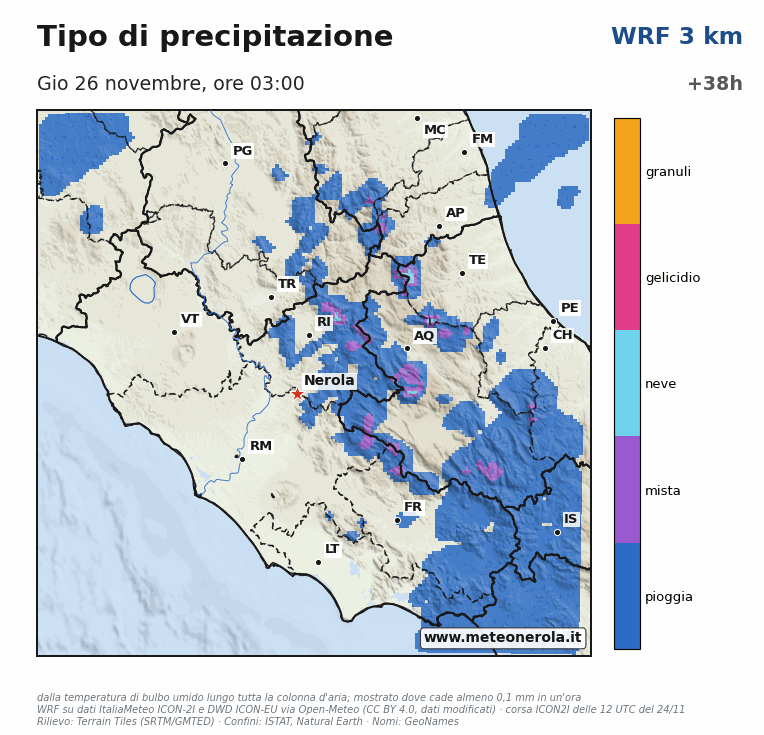 Tipo di precipitazione
WRF 3 km
Gio 26 novembre, ore 03:00
+38h
MC
FM
PG
AP
TE
TR
PE
VT
RI
AQ
CH
Nerola
RM
FR
IS
LT
www.meteonerola.it
granuli
gelicidio
neve
mista
pioggia
dalla temperatura di bulbo umido lungo tutta la colonna d'aria; mostrato dove cade almeno 0,1 mm in un'ora
WRF su dati ItaliaMeteo ICON-2I e DWD ICON-EU via Open-Meteo (CC BY 4.0, dati modificati) · corsa ICON2I delle 12 UTC del 24/11
Rilievo: Terrain Tiles (SRTM/GMTED) · Confini: ISTAT, Natural Earth · Nomi: GeoNames